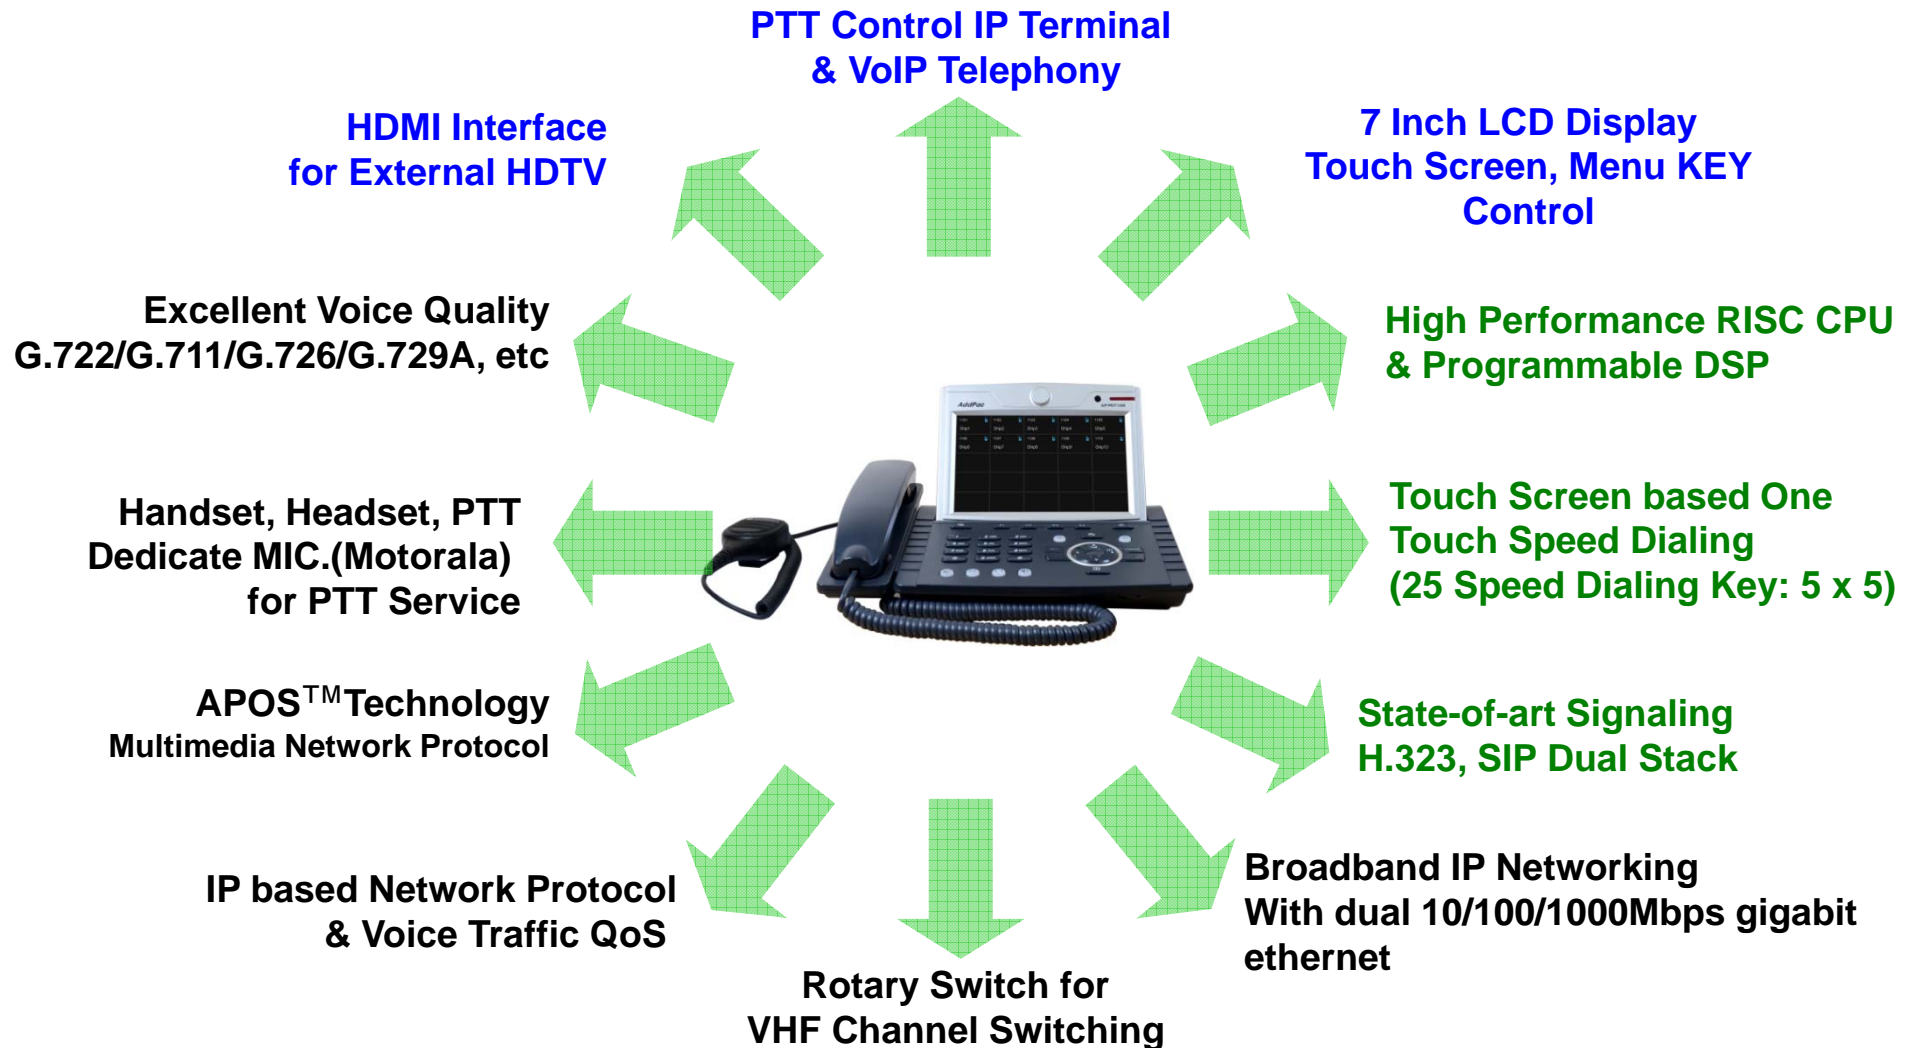 PTT Control IP Terminal
& VoIP Telephony
HDMI Interface
for External HDTV
7 Inch LCD Display
Touch Screen, Menu KEY
Control
Excellent Voice Quality
G.722/G.711/G.726/G.729A, etc
High Performance RISC CPU
& Programmable DSP
AddPac
Handset, Headset, PTT
Dedicate MIC.(Motorala)
for PTT Service
Touch Screen based One
Touch Speed Dialing
(25 Speed Dialing Key: 5 x 5)
APOS™Technology
Multimedia Network Protocol
State-of-art Signaling
H.323, SIP Dual Stack
IP based Network Protocol
& Voice Traffic QoS
Broadband IP Networking
With dual 10/100/1000Mbps gigabit
ethernet
Rotary Switch for
VHF Channel Switching